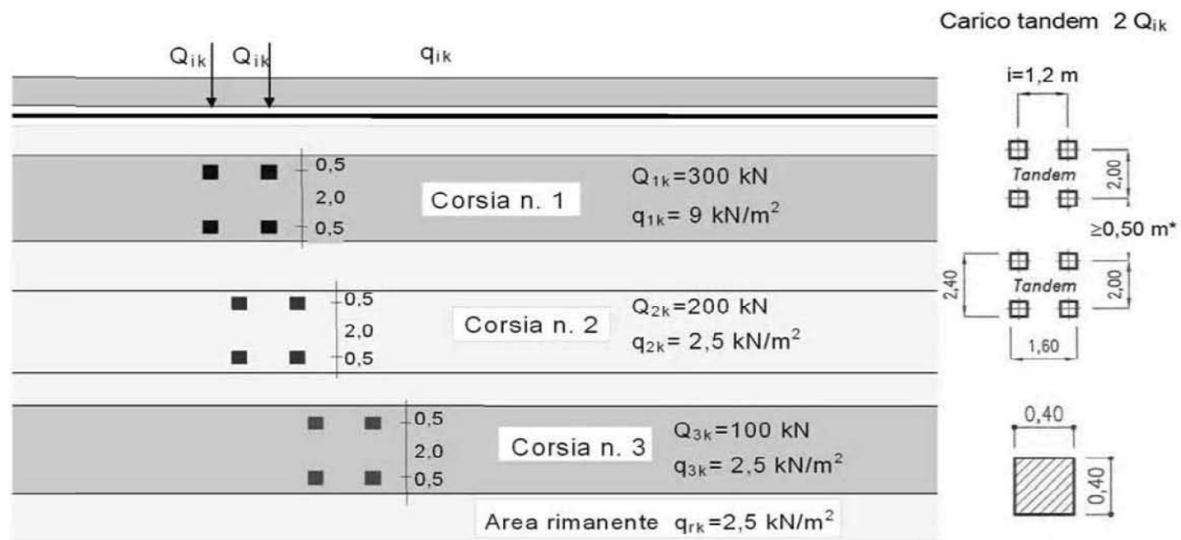 Carico tandem 2 Qik
Qik Qik qik
i=1,2 m
0,5
2,0
0,5
Corsia n. 1
Q1k=300 kN
q1k= 9 kN/m²
Tandem
2,00
≥0,50 m*
0,5
2,0
0,5
Corsia n. 2
Q2k=200 kN
q2k= 2,5 kN/m²
2,40
Tandem
2,00
1,60
0,5
2,0
0,5
Corsia n. 3
Q3k=100 kN
q3k= 2,5 kN/m²
0,40
0,40
Area rimanente qrk=2,5 kN/m²